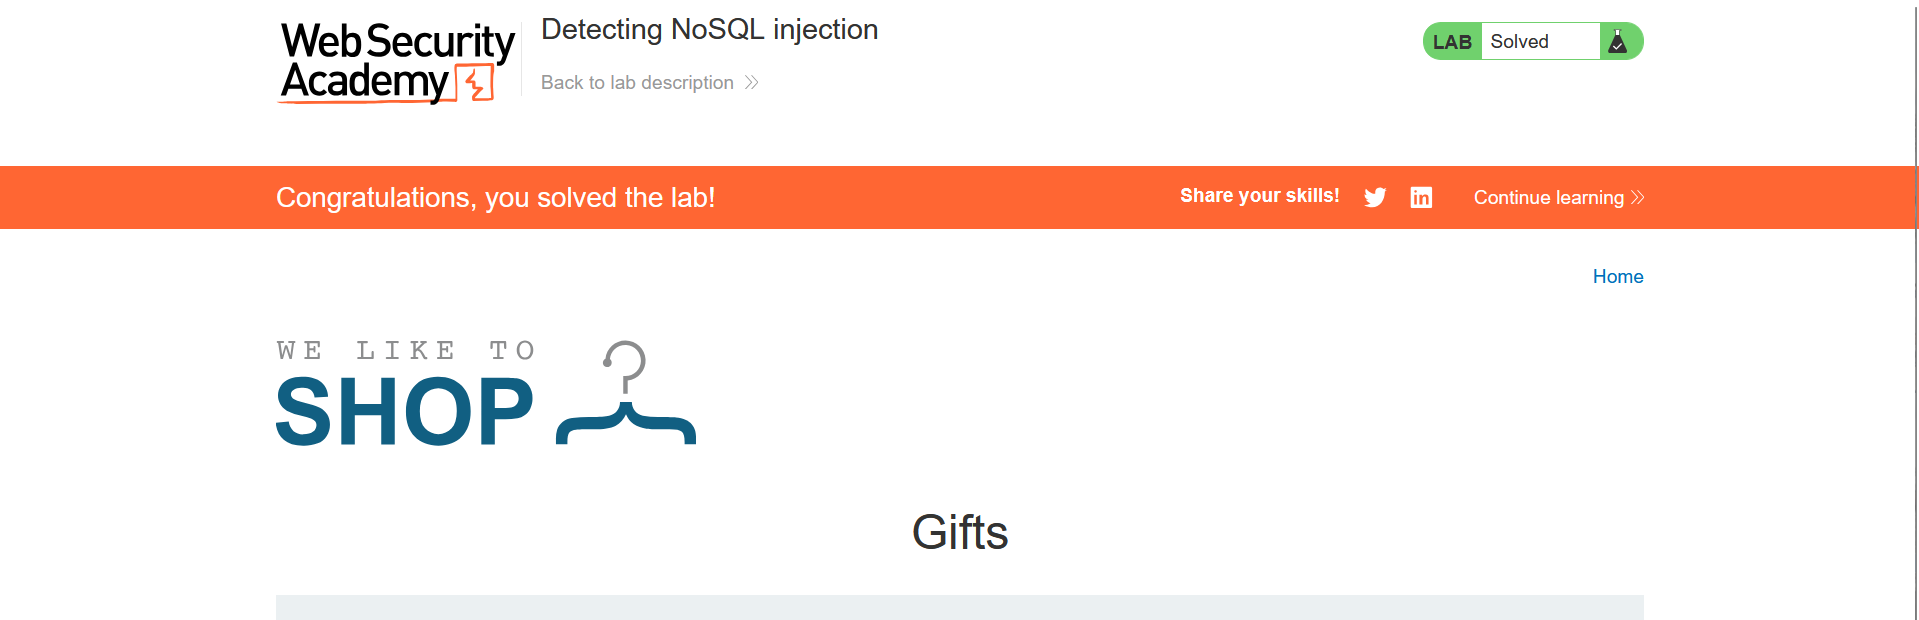 Web Security
Academy
Detecting NoSQL injection
Back to lab description
LAB Solved
Congratulations, you solved the lab!
Share your skills!
Continue learning
Home
WE LIKE TO
SHOP
Gifts